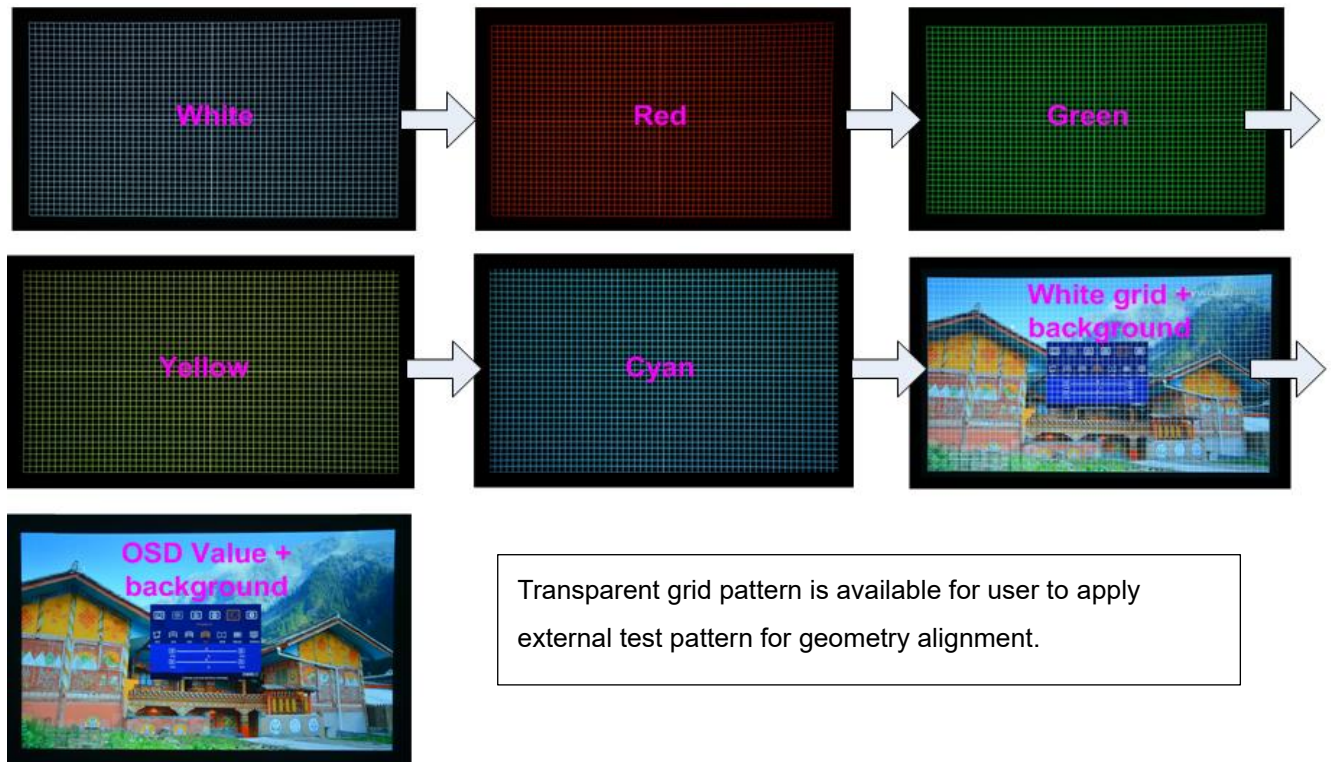 White
Red
Green
Yellow
Cyan
White grid +
background
OSD Value +
background
Transparent grid pattern is available for user to apply
external test pattern for geometry alignment.